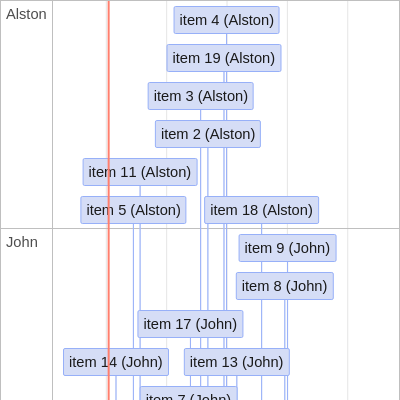 Alston
item 4 (Alston)
item 19 (Alston)
item 3 (Alston)
item 2 (Alston)
item 11 (Alston)
item 5 (Alston)
item 18 (Alston)
John
item 9 (John)
item 8 (John)
item 17 (John)
item 14 (John)
item 13 (John)
item 7 (John)